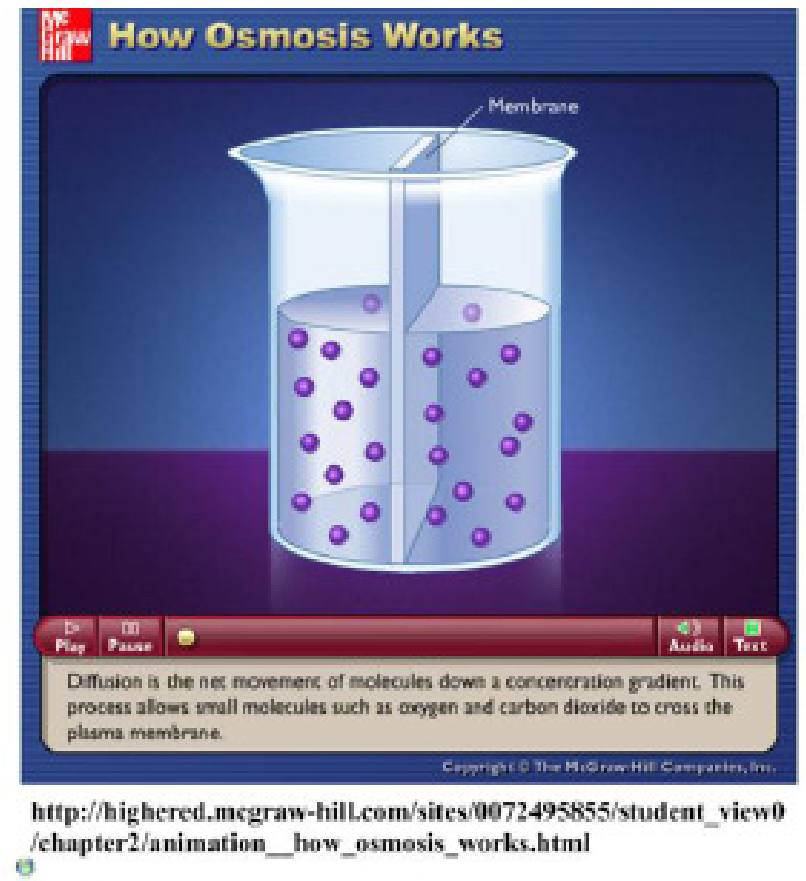 Mc
Graw
Hill
How Osmosis Works
Membrane
Play
Pause
Audio
Text
Diffusion is the net movement of molecules down a concentration gradient. This
process allows small molecules such as oxygen and carbon dioxide to cross the
plasma membrane.
Copyright © The McGraw-Hill Companies, Inc.
http://highered.mcgraw-hill.com/sites/0072495855/student_view0
/chapter2/animation__how_osmosis_works.html